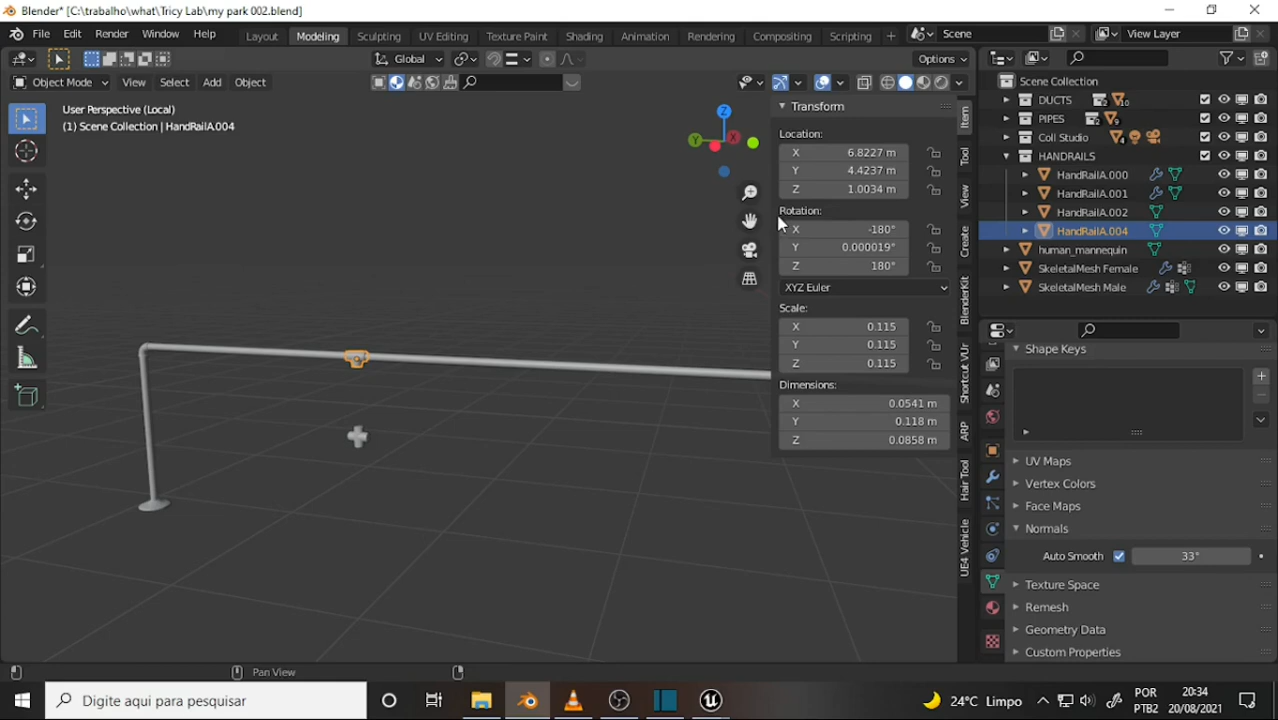 Blender* [C:\trabalho\what\Tricy Lab\my park 002.blend]
File Edit Render Window Help Layout Modeling Sculpting UV Editing Texture Paint Shading Animation Rendering Compositing Scripting + Scene View Layer
Global Options
Object Mode View Select Add Object
User Perspective (Local)
(1) Scene Collection | HandRailA.004
Z
Y
X
Transform
Location:
X 6.8227 m
Y 4.4237 m
Z 1.0034 m
Rotation:
X -180°
Y 0.000019°
Z 180°
XYZ Euler
Scale:
X 0.115
Y 0.115
Z 0.115
Dimensions:
X 0.0541 m
Y 0.118 m
Z 0.0858 m
Item
Tool
View
Create
BlenderKit
Shortcut VUr
ARP
Hair Tool
UE4 Vehicle
Scene Collection
DUCTS 2 10
PIPES 2 9
Coll Studio 4
HANDRAILS
HandRailA.000
HandRailA.001
HandRailA.002
HandRailA.004
human_mannequin
SkeletalMesh Female
SkeletalMesh Male
Shape Keys
UV Maps
Vertex Colors
Face Maps
Normals
Auto Smooth 33°
Texture Space
Remesh
Geometry Data
Custom Properties
Pan View
Digite aqui para pesquisar
24°C Limpo
POR
PTB2
20:34
20/08/2021